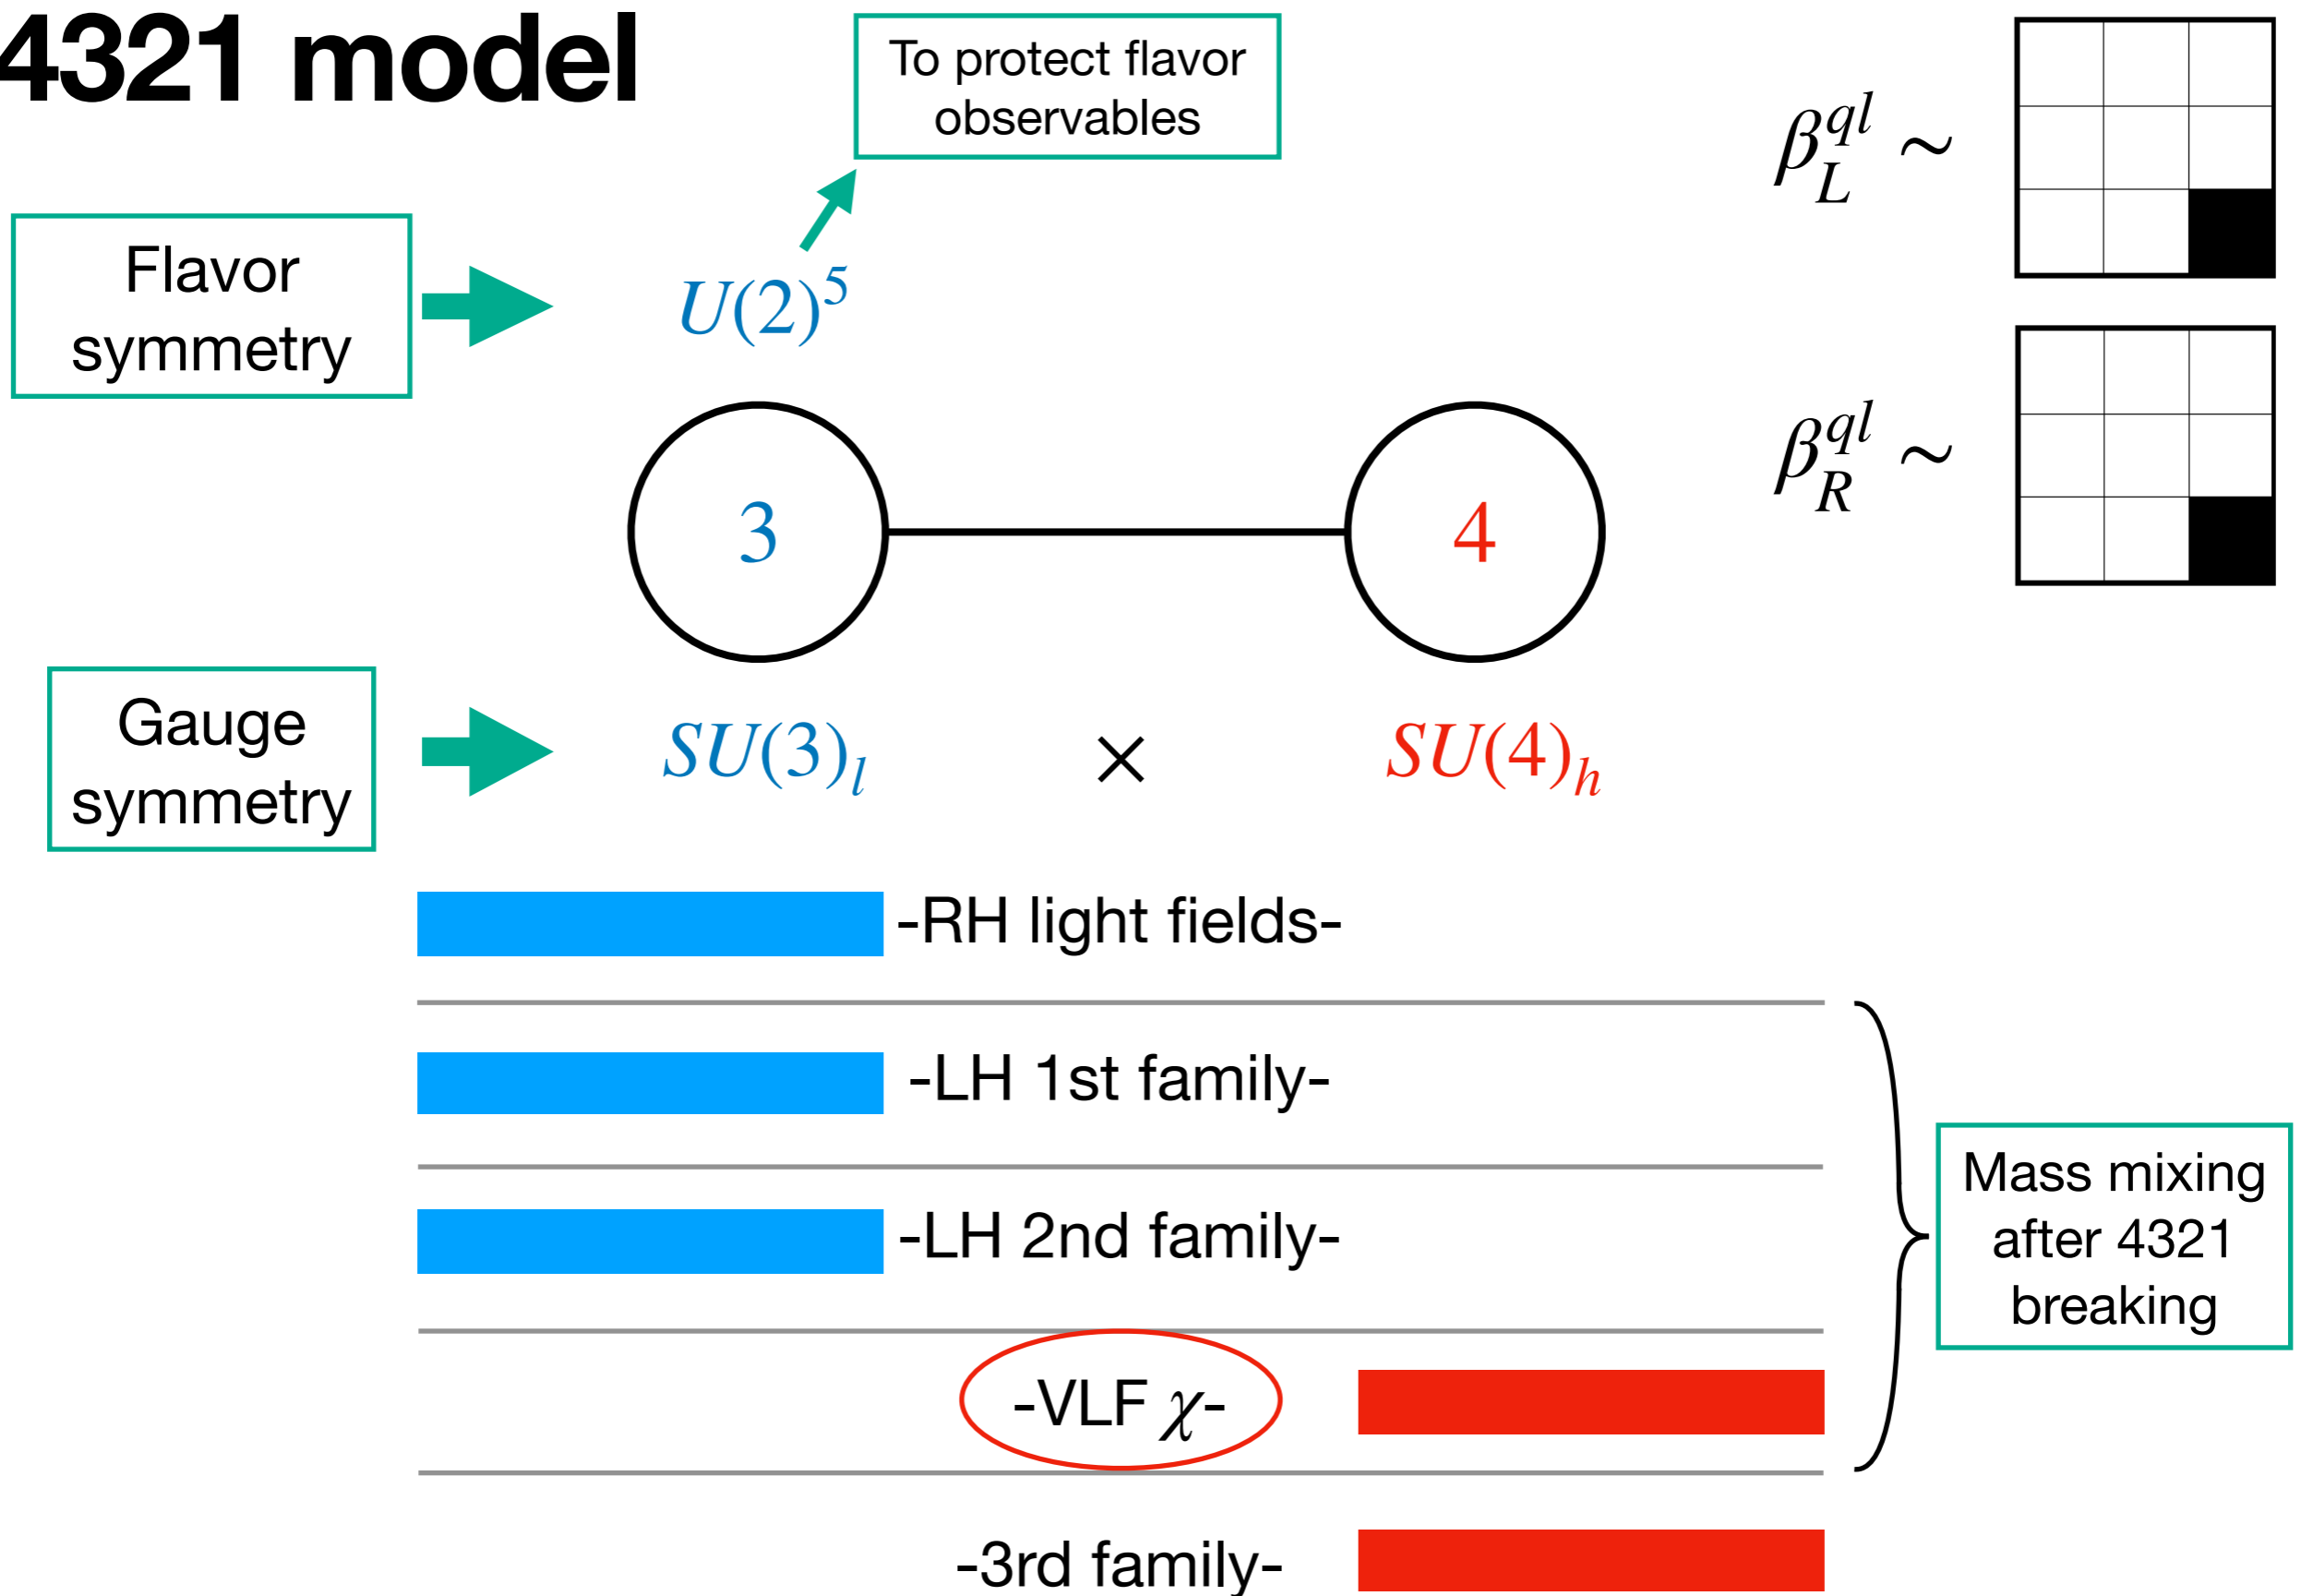 4321 model
To protect flavor
observables
Flavor
symmetry
U(2)^5
β_L^{ql} ~
β_R^{ql} ~
3
4
Gauge
symmetry
SU(3)_l
×
SU(4)_h
-RH light fields-
-LH 1st family-
-LH 2nd family-
-VLF χ-
-3rd family-
Mass mixing
after 4321
breaking